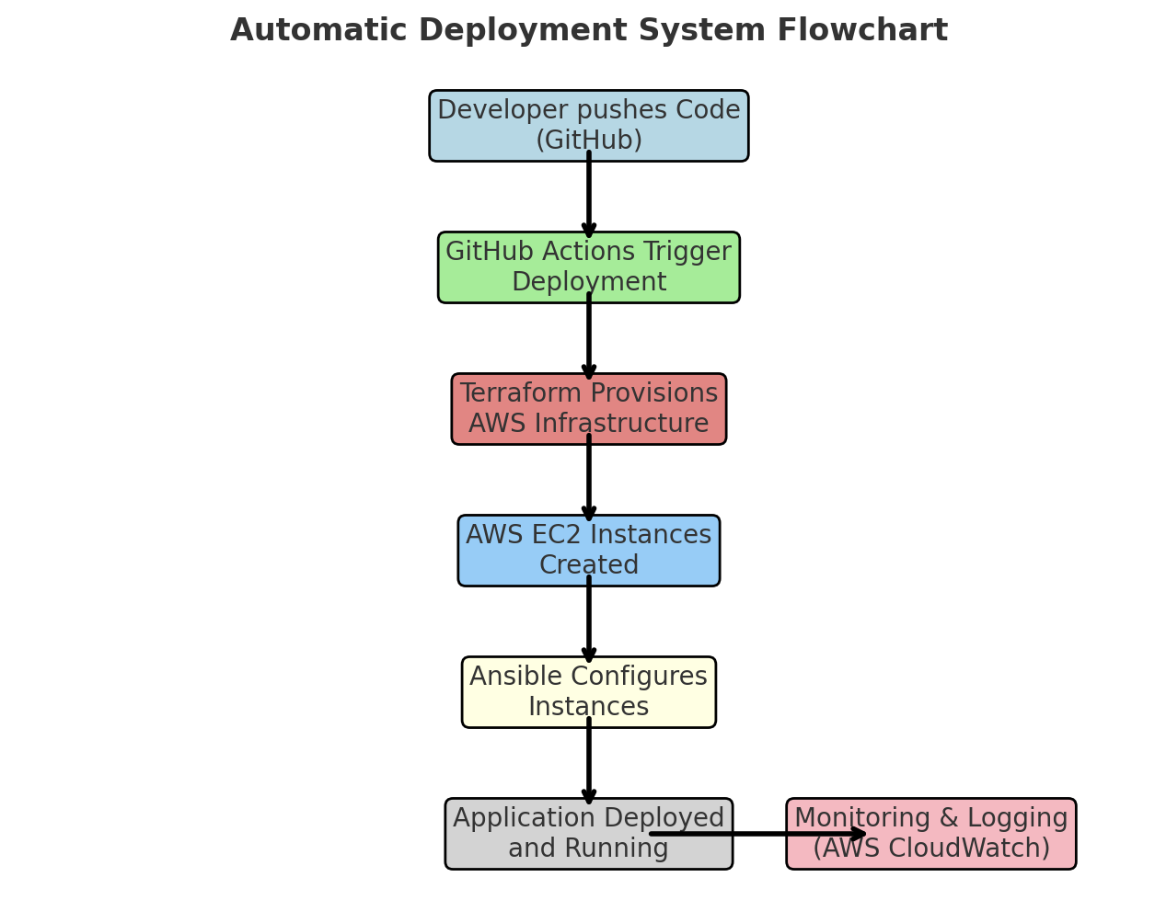 Automatic Deployment System Flowchart
Developer pushes Code
(GitHub)
GitHub Actions Trigger
Deployment
Terraform Provisions
AWS Infrastructure
AWS EC2 Instances
Created
Ansible Configures
Instances
Application Deployed
and Running
Monitoring & Logging
(AWS CloudWatch)